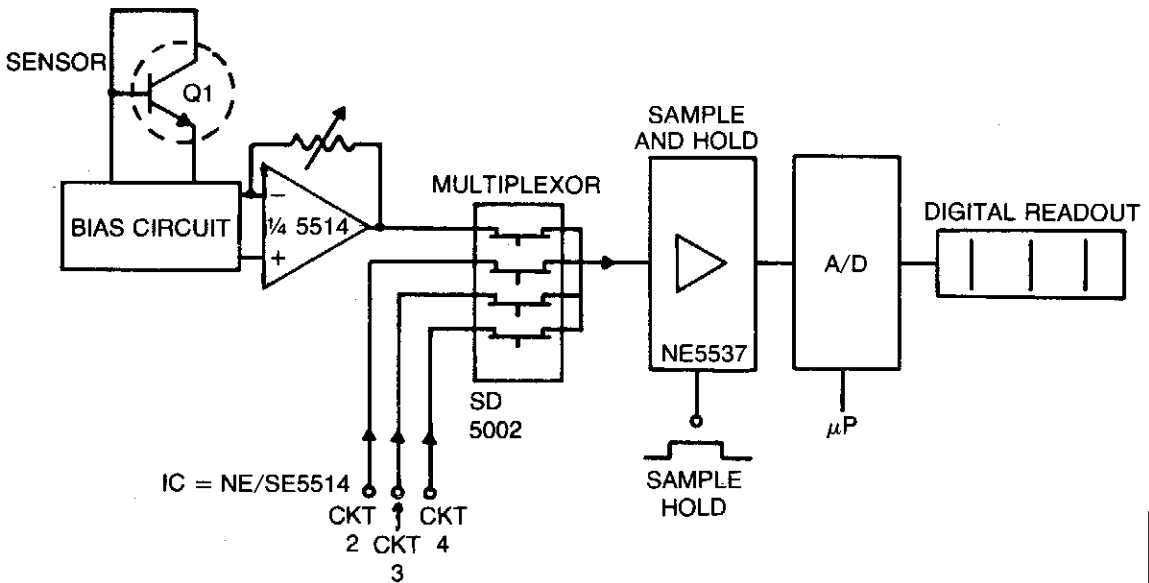 SENSOR
Q1
BIAS CIRCUIT
−
¼ 5514
+
MULTIPLEXOR
SD
5002
IC = NE/SE5514
CKT
2
CKT
3
CKT
4
SAMPLE
AND HOLD
NE5537
SAMPLE
HOLD
A/D
μP
DIGITAL READOUT